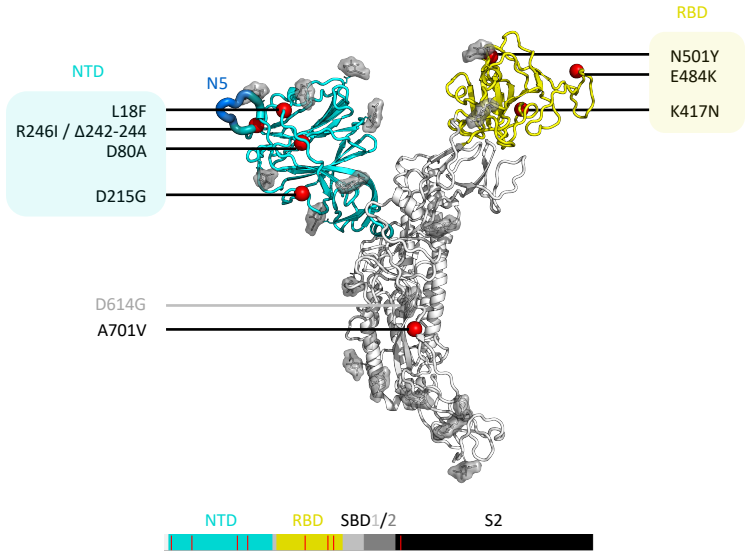 RBD
N501Y
E484K
K417N
NTD
N5
L18F
R246I / Δ242-244
D80A
D215G
D614G
A701V
NTD RBD SBD1/2 S2